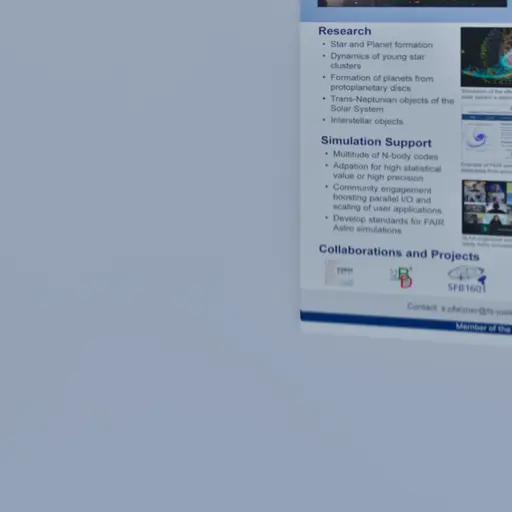 Research
• Star and Planet formation
• Dynamics of young star
clusters
• Formation of planets from
protoplanetary discs
• Trans-Neptunian objects of the
Solar System
• Interstellar objects
Simulation Support
• Multitude of N-body codes
• Adpation for high statistical
value or high precision
• Community engagement
boosting parallel I/O and
scaling of user applications
• Develop standards for FAIR
Astro simulations
Collaborations and Projects
SFB1601
Contact:
Member of the